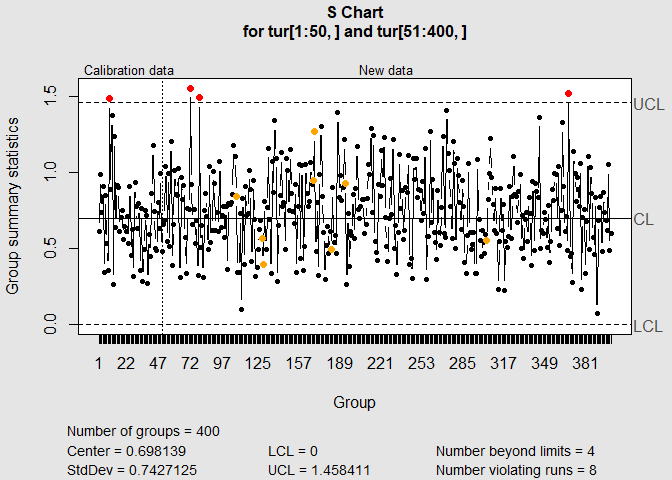 S Chart
for tur[1:50, ] and tur[51:400, ]
Calibration data
New data
Group summary statistics
0.0
0.5
1.0
1.5
UCL
CL
LCL
1 22 47 72 97 125 157 189 221 253 285 317 349 381
Group
Number of groups = 400
Center = 0.698139 LCL = 0 Number beyond limits = 4
StdDev = 0.7427125 UCL = 1.458411 Number violating runs = 8